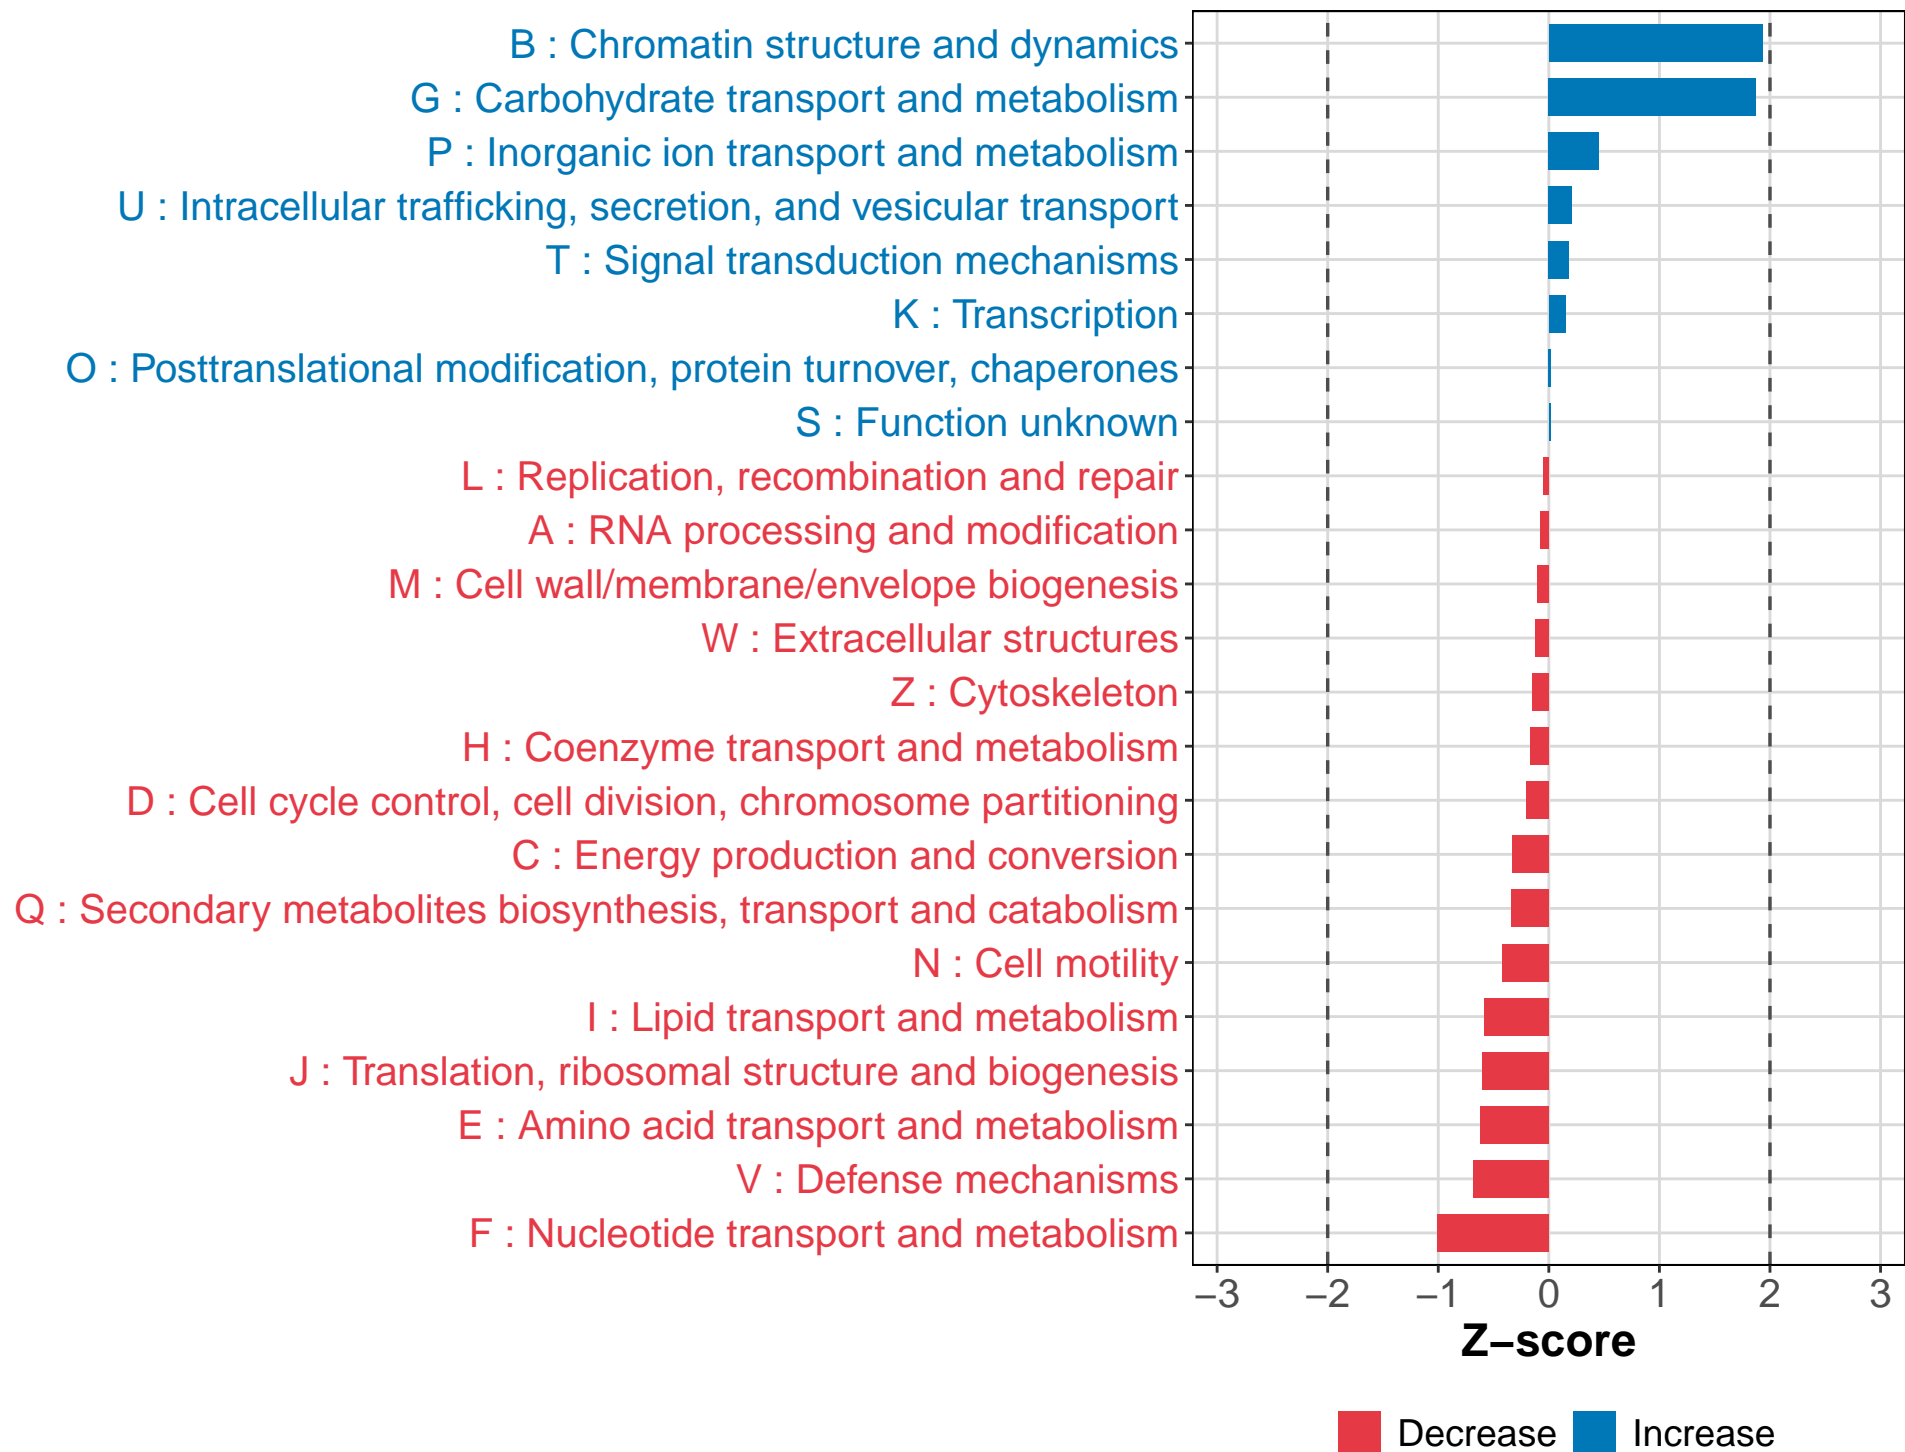 B : Chromatin structure and dynamics
G : Carbohydrate transport and metabolism
P : Inorganic ion transport and metabolism
U : Intracellular trafficking, secretion, and vesicular transport
T : Signal transduction mechanisms
K : Transcription
O : Posttranslational modification, protein turnover, chaperones
S : Function unknown
L : Replication, recombination and repair
A : RNA processing and modification
M : Cell wall/membrane/envelope biogenesis
W : Extracellular structures
Z : Cytoskeleton
H : Coenzyme transport and metabolism
D : Cell cycle control, cell division, chromosome partitioning
C : Energy production and conversion
Q : Secondary metabolites biosynthesis, transport and catabolism
N : Cell motility
I : Lipid transport and metabolism
J : Translation, ribosomal structure and biogenesis
E : Amino acid transport and metabolism
V : Defense mechanisms
F : Nucleotide transport and metabolism
−3 −2 −1 0 1 2 3
Z−score
Decrease Increase